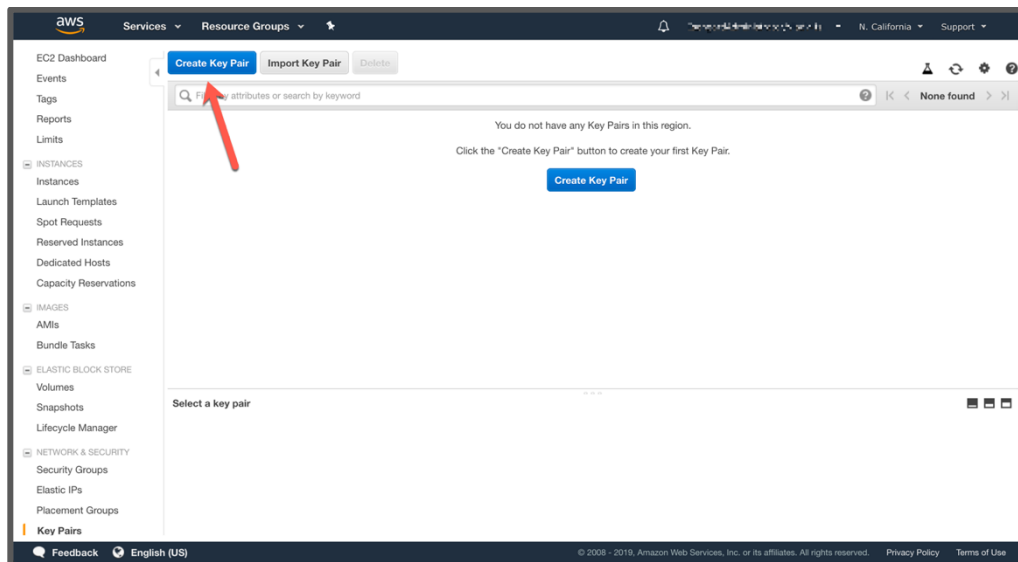 aws Services Resource Groups N. California Support
EC2 Dashboard
Events
Tags
Reports
Limits
INSTANCES
Instances
Launch Templates
Spot Requests
Reserved Instances
Dedicated Hosts
Capacity Reservations
IMAGES
AMIs
Bundle Tasks
ELASTIC BLOCK STORE
Volumes
Snapshots
Lifecycle Manager
NETWORK & SECURITY
Security Groups
Elastic IPs
Placement Groups
Key Pairs
Create Key Pair Import Key Pair Delete
attributes or search by keyword None found
You do not have any Key Pairs in this region.
Click the "Create Key Pair" button to create your first Key Pair.
Create Key Pair
Select a key pair
Feedback English (US) © 2008 - 2019, Amazon Web Services, Inc. or its affiliates. All rights reserved. Privacy Policy Terms of Use